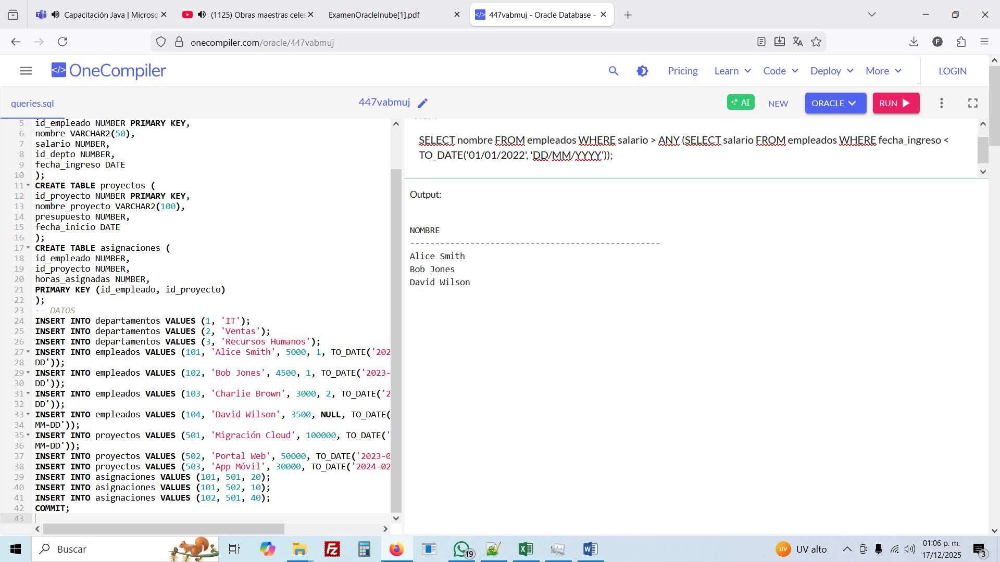 Capacitación Java | Microso
(1125) Obras maestras celes
ExamenOracleInube[1].pdf
447vabmuj - Oracle Database -
onecompiler.com/oracle/447vabmuj
F
</> OneCompiler
Pricing
Learn
Code
Deploy
More
LOGIN
queries.sql
447vabmuj
AI
NEW
ORACLE
RUN
5 id_empleado NUMBER PRIMARY KEY,
6 nombre VARCHAR2(50),
7 salario NUMBER,
8 id_depto NUMBER,
9 fecha_ingreso DATE
10 );
11 CREATE TABLE proyectos (
12 id_proyecto NUMBER PRIMARY KEY,
13 nombre_proyecto VARCHAR2(100),
14 presupuesto NUMBER,
15 fecha_inicio DATE
16 );
17 CREATE TABLE asignaciones (
18 id_empleado NUMBER,
19 id_proyecto NUMBER,
20 horas_asignadas NUMBER,
21 PRIMARY KEY (id_empleado, id_proyecto)
22 );
23 -- DATOS
24 INSERT INTO departamentos VALUES (1, 'IT');
25 INSERT INTO departamentos VALUES (2, 'Ventas');
26 INSERT INTO departamentos VALUES (3, 'Recursos Humanos');
27 INSERT INTO empleados VALUES (101, 'Alice Smith', 5000, 1, TO_DATE('202
28 DD'));
29 INSERT INTO empleados VALUES (102, 'Bob Jones', 4500, 1, TO_DATE('2023-
30 DD'));
31 INSERT INTO empleados VALUES (103, 'Charlie Brown', 3000, 2, TO_DATE('2
32 DD'));
33 INSERT INTO empleados VALUES (104, 'David Wilson', 3500, NULL, TO_DATE(
34 MM-DD'));
35 INSERT INTO proyectos VALUES (501, 'Migración Cloud', 100000, TO_DATE('
36 MM-DD'));
37 INSERT INTO proyectos VALUES (502, 'Portal Web', 50000, TO_DATE('2023-0
38 INSERT INTO proyectos VALUES (503, 'App Móvil', 30000, TO_DATE('2024-02
39 INSERT INTO asignaciones VALUES (101, 501, 20);
40 INSERT INTO asignaciones VALUES (101, 502, 10);
41 INSERT INTO asignaciones VALUES (102, 501, 40);
42 COMMIT;
43
SELECT nombre FROM empleados WHERE salario > ANY (SELECT salario FROM empleados WHERE fecha_ingreso <
TO_DATE('01/01/2022', 'DD/MM/YYYY'));
Output:
NOMBRE
--------------------------------------------------
Alice Smith
Bob Jones
David Wilson
Buscar
19
UV
UV alto
01:06 p. m.
17/12/2025
3